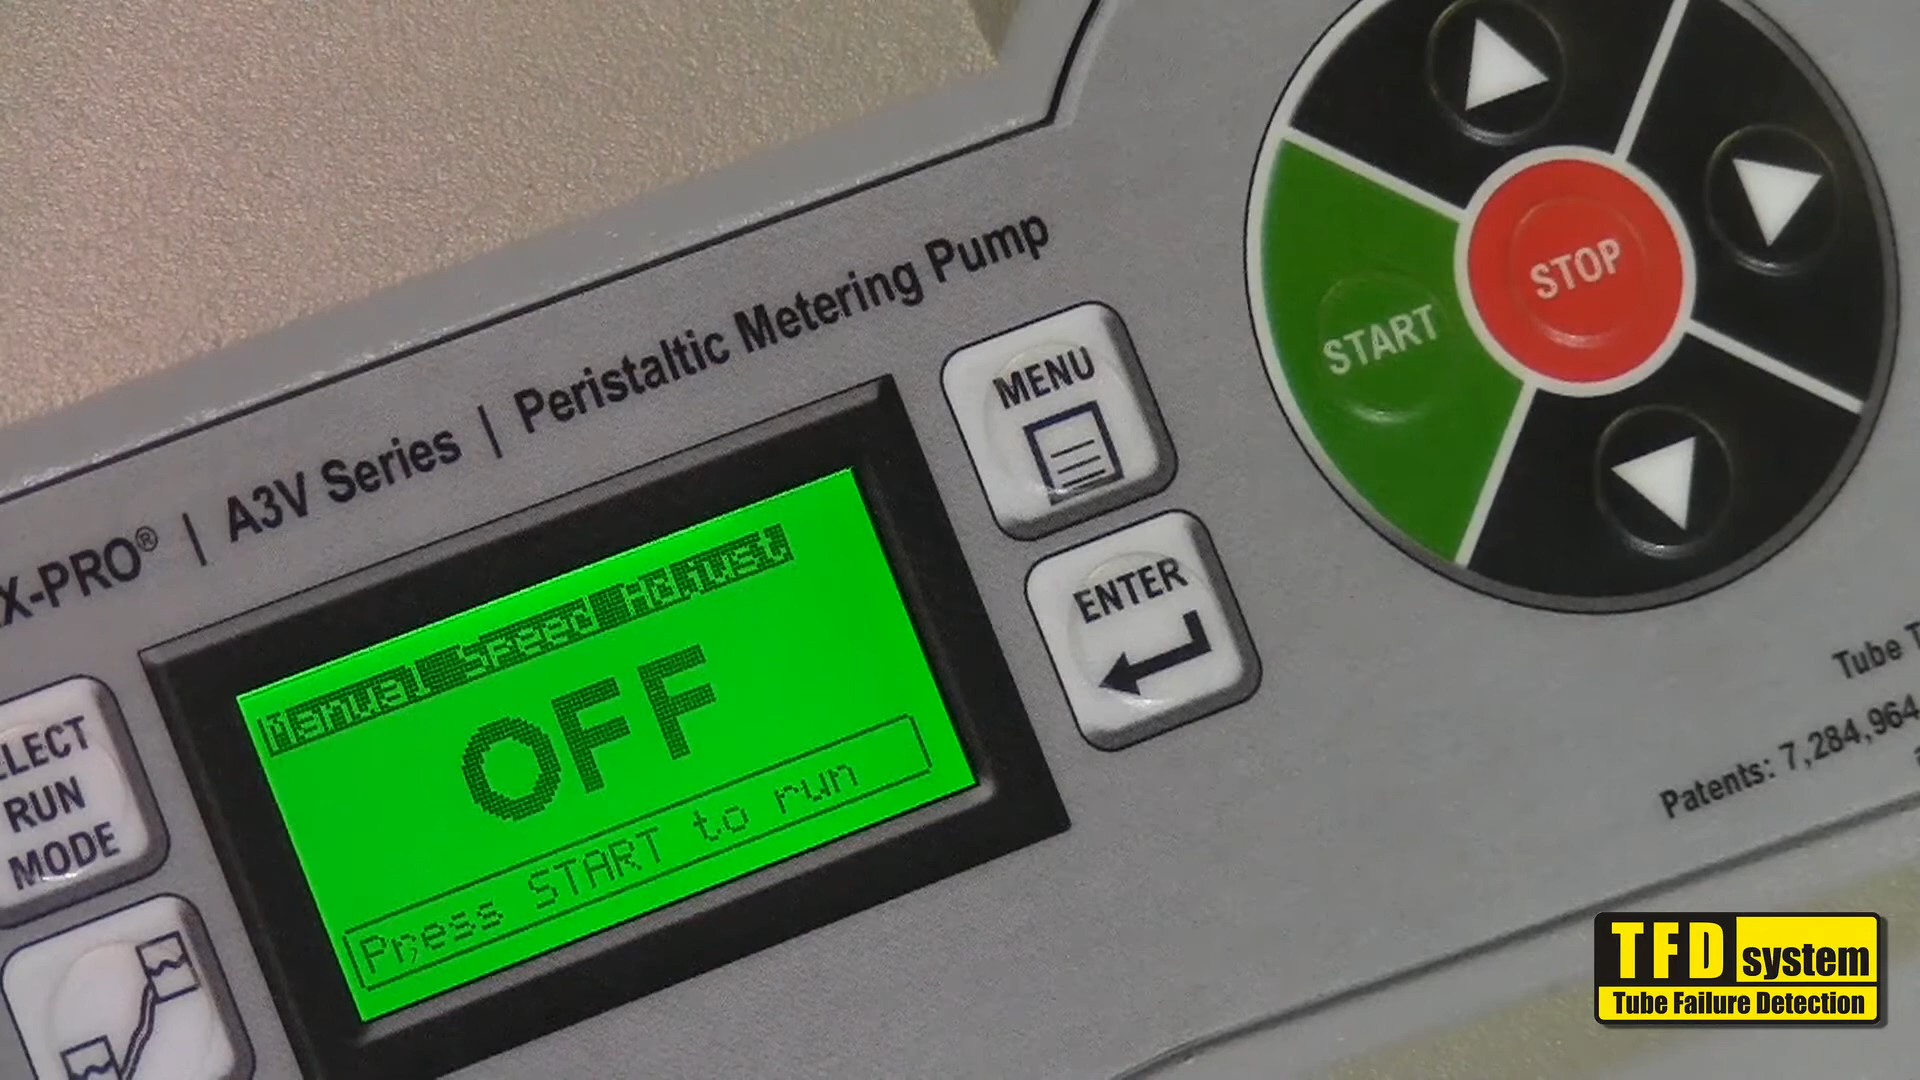 X-PRO® | A3V Series | Peristaltic Metering Pump
MENU
ENTER
START
STOP
LECT
RUN
MODE
Manual Speed Adjust
OFF
Press START to run
Tube T
Patents: 7,284,964
TFD system
Tube Failure Detection